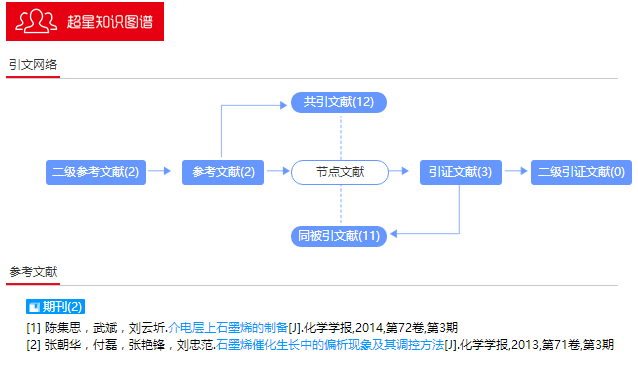 超星知识图谱
引文网络
共引文献(12)
二级参考文献(2)
参考文献(2)
节点文献
引证文献(3)
二级引证文献(0)
同被引文献(11)
参考文献
期刊(2)
[1] 陈集思，武斌，刘云圻.介电层上石墨烯的制备[J].化学学报,2014,第72卷,第3期
[2] 张朝华，付磊，张艳锋，刘忠范.石墨烯催化生长中的偏析现象及其调控方法[J].化学学报,2013,第71卷,第3期